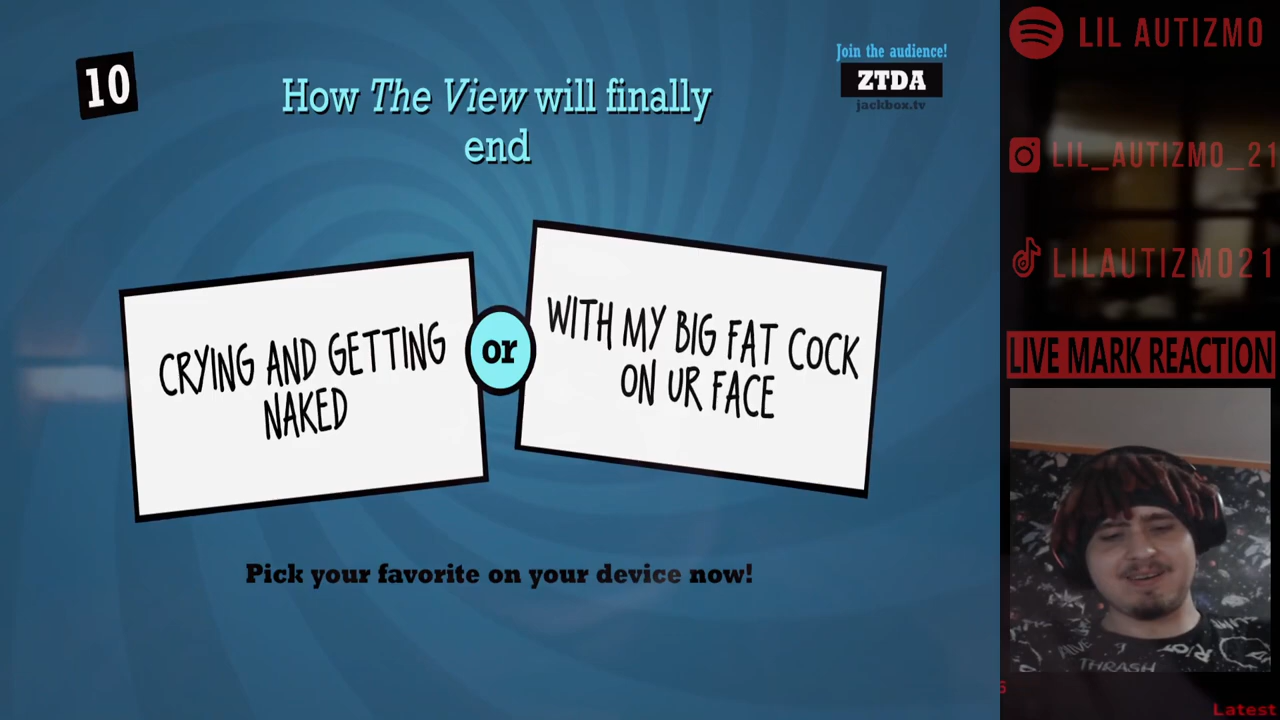 10
How The View will finally
end
Join the audience!
ZTDA
jackbox.tv
CRYING AND GETTING
NAKED
or
WITH MY BIG FAT COCK
ON UR FACE
Pick your favorite on your device now!
LIL AUTIZMO
LIL_AUTIZMO_21
LILAUTIZMO21
LIVE MARK REACTION
THRASH
6
Latest